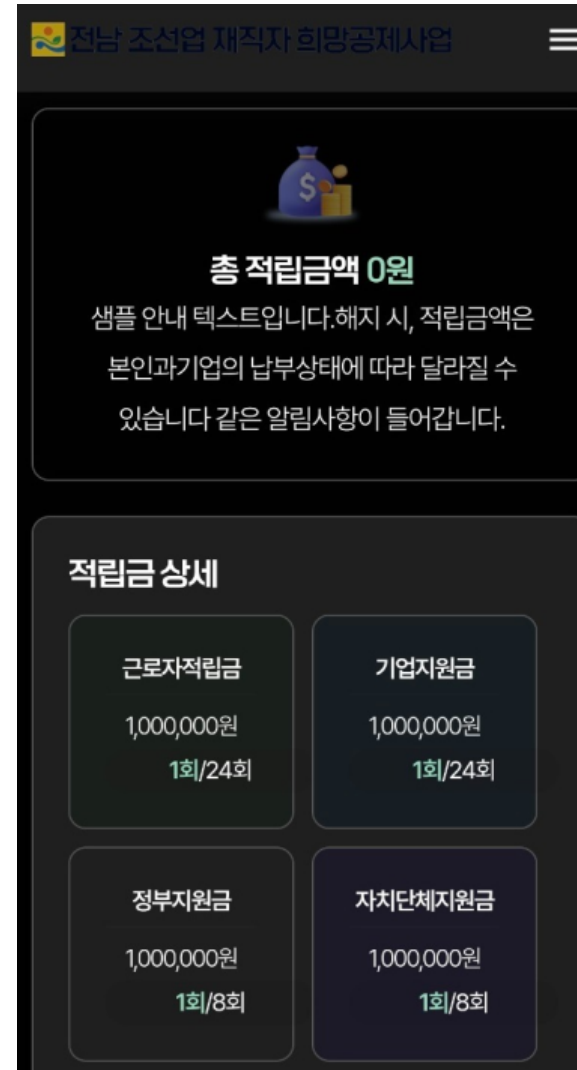 전남 조선업 재직자 희망공제사업
$
총 적립금액 0원
샘플 안내 텍스트입니다.해지 시, 적립금액은
본인과기업의 납부상태에 따라 달라질 수
있습니다 같은 알림사항이 들어갑니다.
적립금 상세
근로자적립금
1,000,000원
1회/24회
기업지원금
1,000,000원
1회/24회
정부지원금
1,000,000원
1회/8회
자치단체지원금
1,000,000원
1회/8회